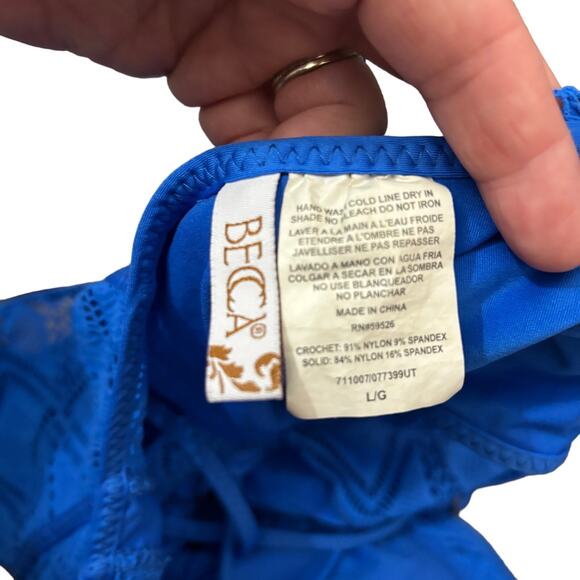 BECCA®
HAND WASH COLD LINE DRY IN
SHADE NO BLEACH DO NOT IRON
LAVER A LA MAIN A L'EAU FROIDE
ETENDRE A L'OMBRE NE PAS
JAVELLISER NE PAS REPASSER
LAVADO A MANO CON AGUA FRIA
COLGAR A SECAR EN LA SOMBRA
NO USE BLANQUEADOR
NO PLANCHAR
MADE IN CHINA
RN#59526
CROCHET: 91% NYLON 9% SPANDEX
SOLID: 84% NYLON 16% SPANDEX
711007/077399UT
L/G